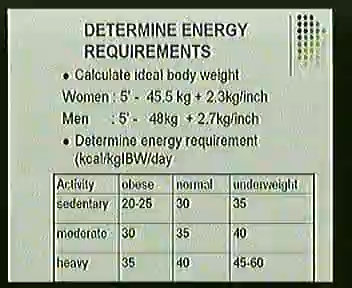 DETERMINE ENERGY
REQUIREMENTS
• Calculate ideal body weight
Women : 5' - 45.5 kg + 2.3kg/inch
Men : 5' - 48kg + 2.7kg/inch
• Determine energy requirement
(kcal/kgIBW/day
Activity obese normal underweight
sedentary 20-25 30 35
moderate 30 35 40
heavy 35 40 45-60